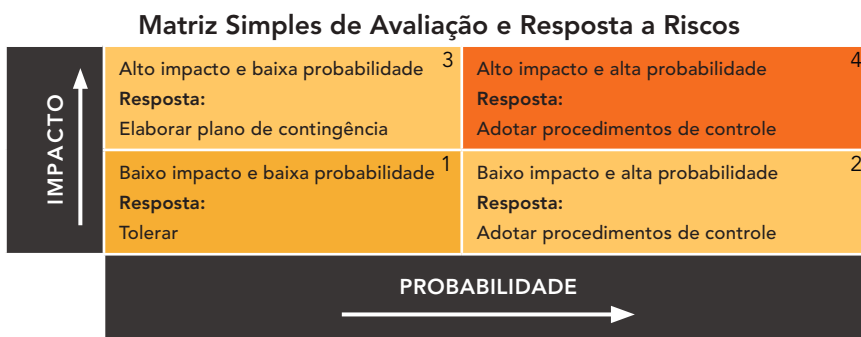 Matriz Simples de Avaliação e Resposta a Riscos
IMPACTO
Alto impacto e baixa probabilidade 3
Resposta:
Elaborar plano de contingência
Alto impacto e alta probabilidade 4
Resposta:
Adotar procedimentos de controle
Baixo impacto e baixa probabilidade 1
Resposta:
Tolerar
Baixo impacto e alta probabilidade 2
Resposta:
Adotar procedimentos de controle
PROBABILIDADE